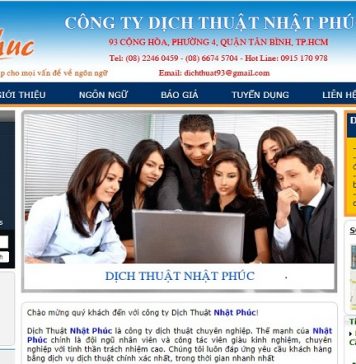 CÔNG TY DỊCH THUẬT NHẬT PHÚC
93 CỘNG HÒA, PHƯỜNG 4, QUẬN TÂN BÌNH, TP.HCM
Tel: (08) 2246 0459 - (08) 6674 5704 - Hot Line: 0915 170 978
Email: dichthuat93@gmail.com
húc
p cho mọi vấn đề về ngôn ngữ
GIỚI THIỆU NGÔN NGỮ BÁO GIÁ TUYỂN DỤNG LIÊN HỆ
DỊCH THUẬT NHẬT PHÚC
Chào mừng quý khách đến với công ty Dịch Thuật Nhật Phúc!
Dịch Thuật Nhật Phúc là công ty dịch thuật chuyên nghiệp. Thế mạnh của Nhật
Phúc chính là đội ngũ nhân viên và công tác viên giàu kinh nghiệm, chuyên
nghiệp với tinh thần trách nhiệm cao. Chúng tôi luôn đáp ứng yêu cầu khách hàng
bằng dịch vụ dịch thuật chính xác nhất, trong thời gian nhanh nhất